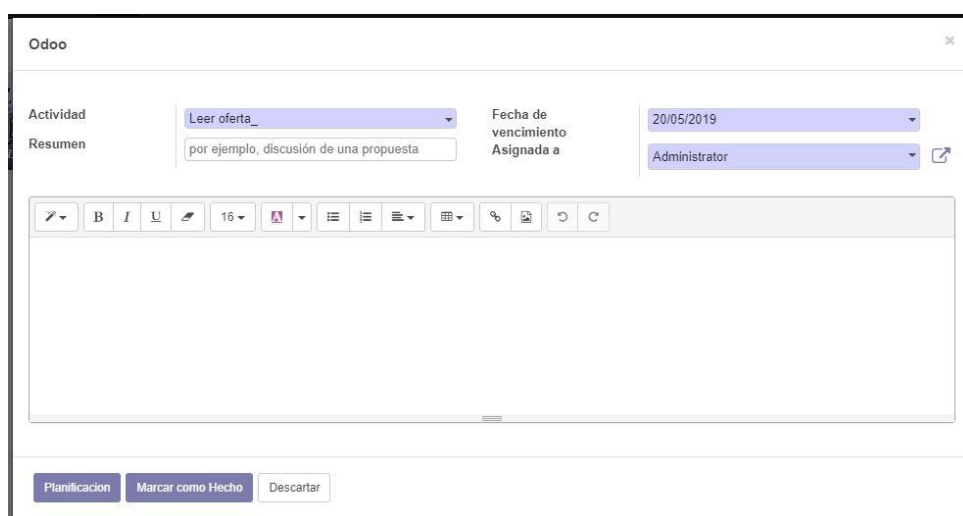 Odoo ×
Actividad
Leer oferta_
Resumen
por ejemplo, discusión de una propuesta
Fecha de
vencimiento
20/05/2019
Asignada a
Administrator
B I U 16 A
Planificacion Marcar como Hecho Descartar